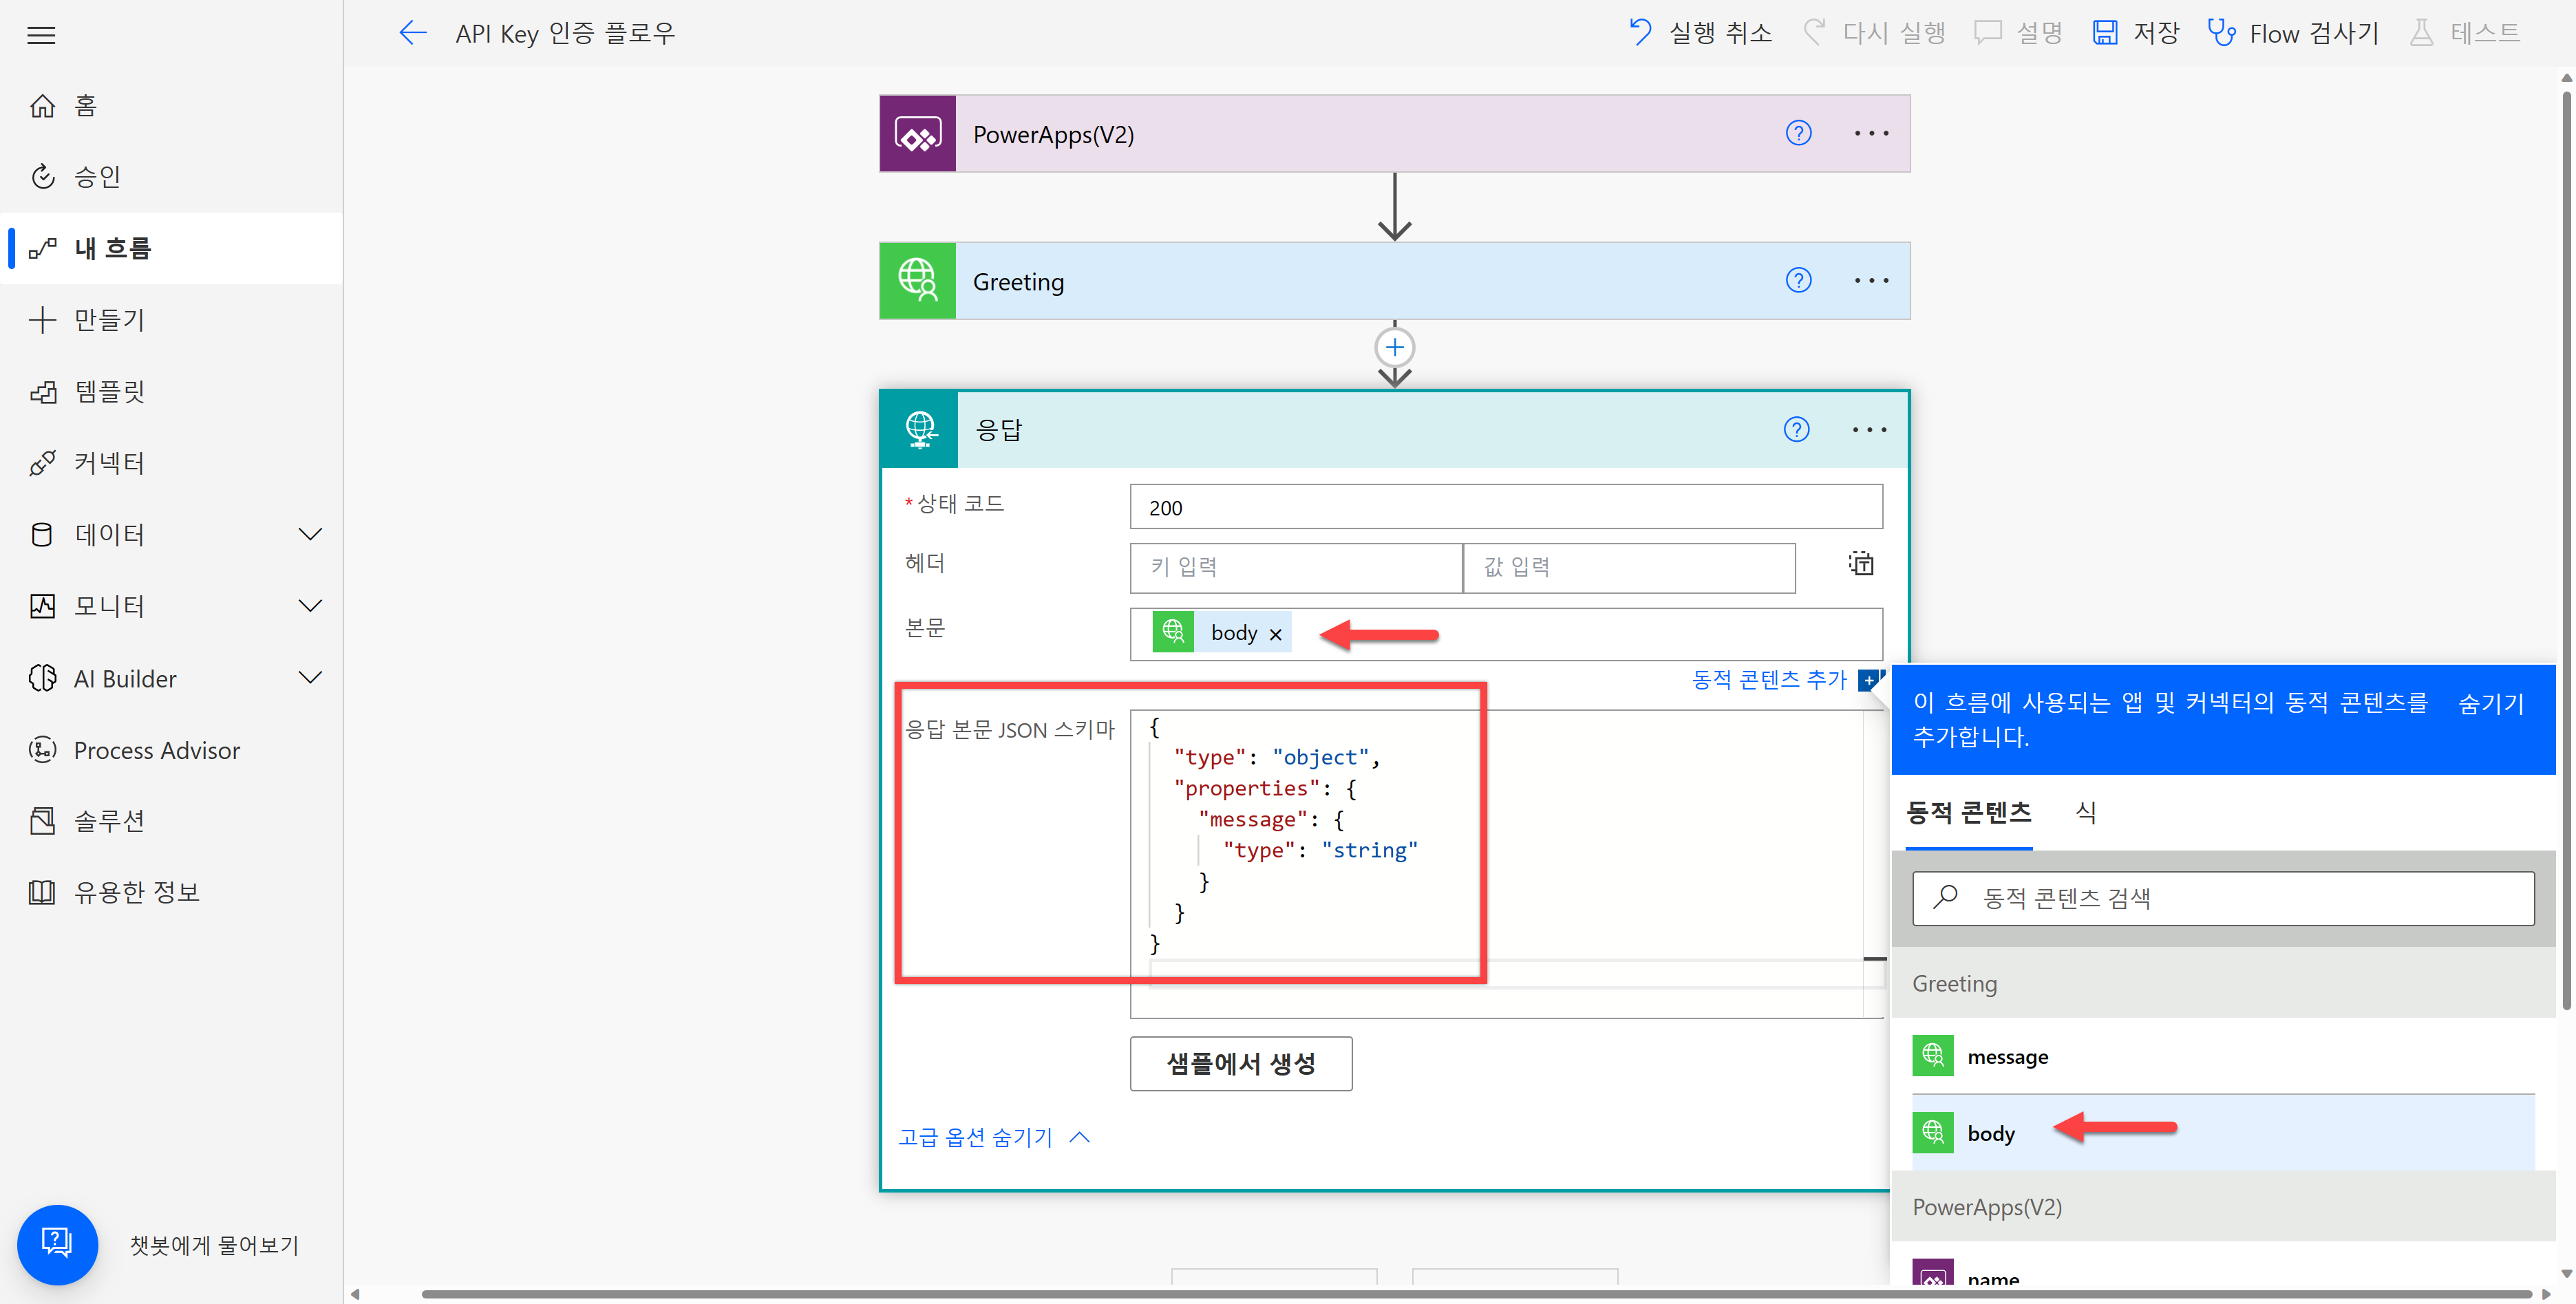 API Key 인증 플로우
실행 취소
다시 실행
설명
저장
Flow 검사기
테스트
홈
승인
내 흐름
만들기
템플릿
커넥터
데이터
모니터
AI Builder
Process Advisor
솔루션
유용한 정보
챗봇에게 물어보기
PowerApps(V2)
Greeting
응답
*상태 코드
200
헤더
키 입력
값 입력
본문
body
동적 콘텐츠 추가
응답 본문 JSON 스키마
{
"type": "object",
"properties": {
"message": {
"type": "string"
}
}
}
샘플에서 생성
고급 옵션 숨기기
이 흐름에 사용되는 앱 및 커넥터의 동적 콘텐츠를
추가합니다.
숨기기
동적 콘텐츠
식
동적 콘텐츠 검색
Greeting
message
body
PowerApps(V2)
name